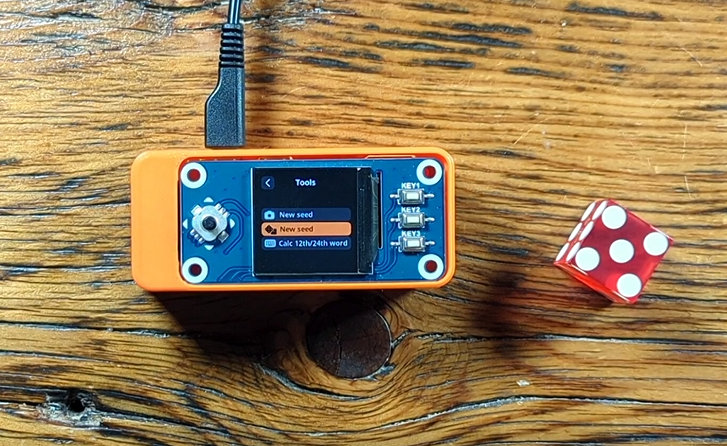 Tools
New seed
New seed
Calc 12th/24th word
KEY1
KEY2
KEY3